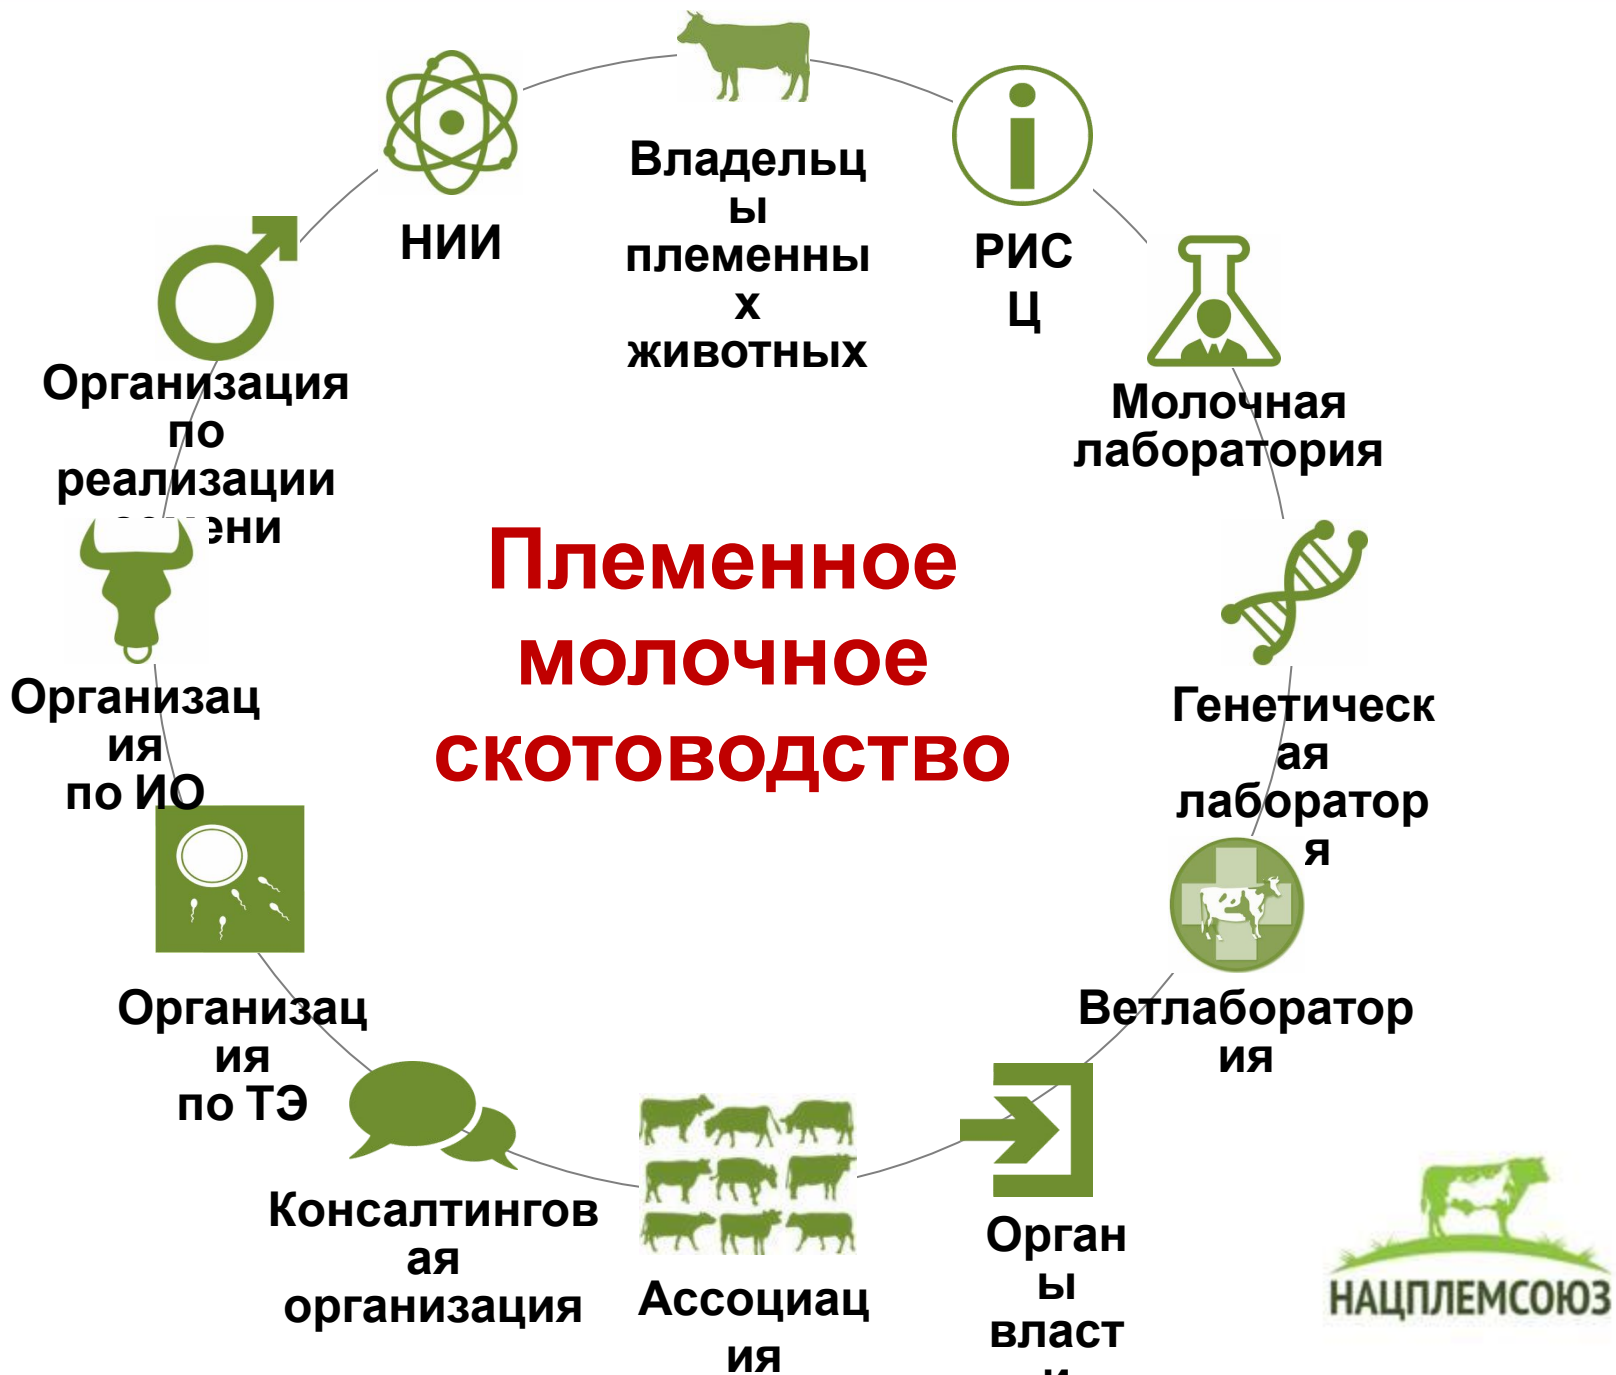 Владельц
ы
племенны
х
животных
РИС
Ц
Молочная
лаборатория
Генетическ
ая
лаборатор
я
Ветлаборатор
ия
Орган
ы
власт
и
Ассоциац
ия
Консалтингов
ая
организация
Организац
ия
по ТЭ
Организац
ия
по ИО
Организация
по
реализации
семени
НИИ
Племенное
молочное
скотоводство
НАЦПЛЕМСОЮЗ